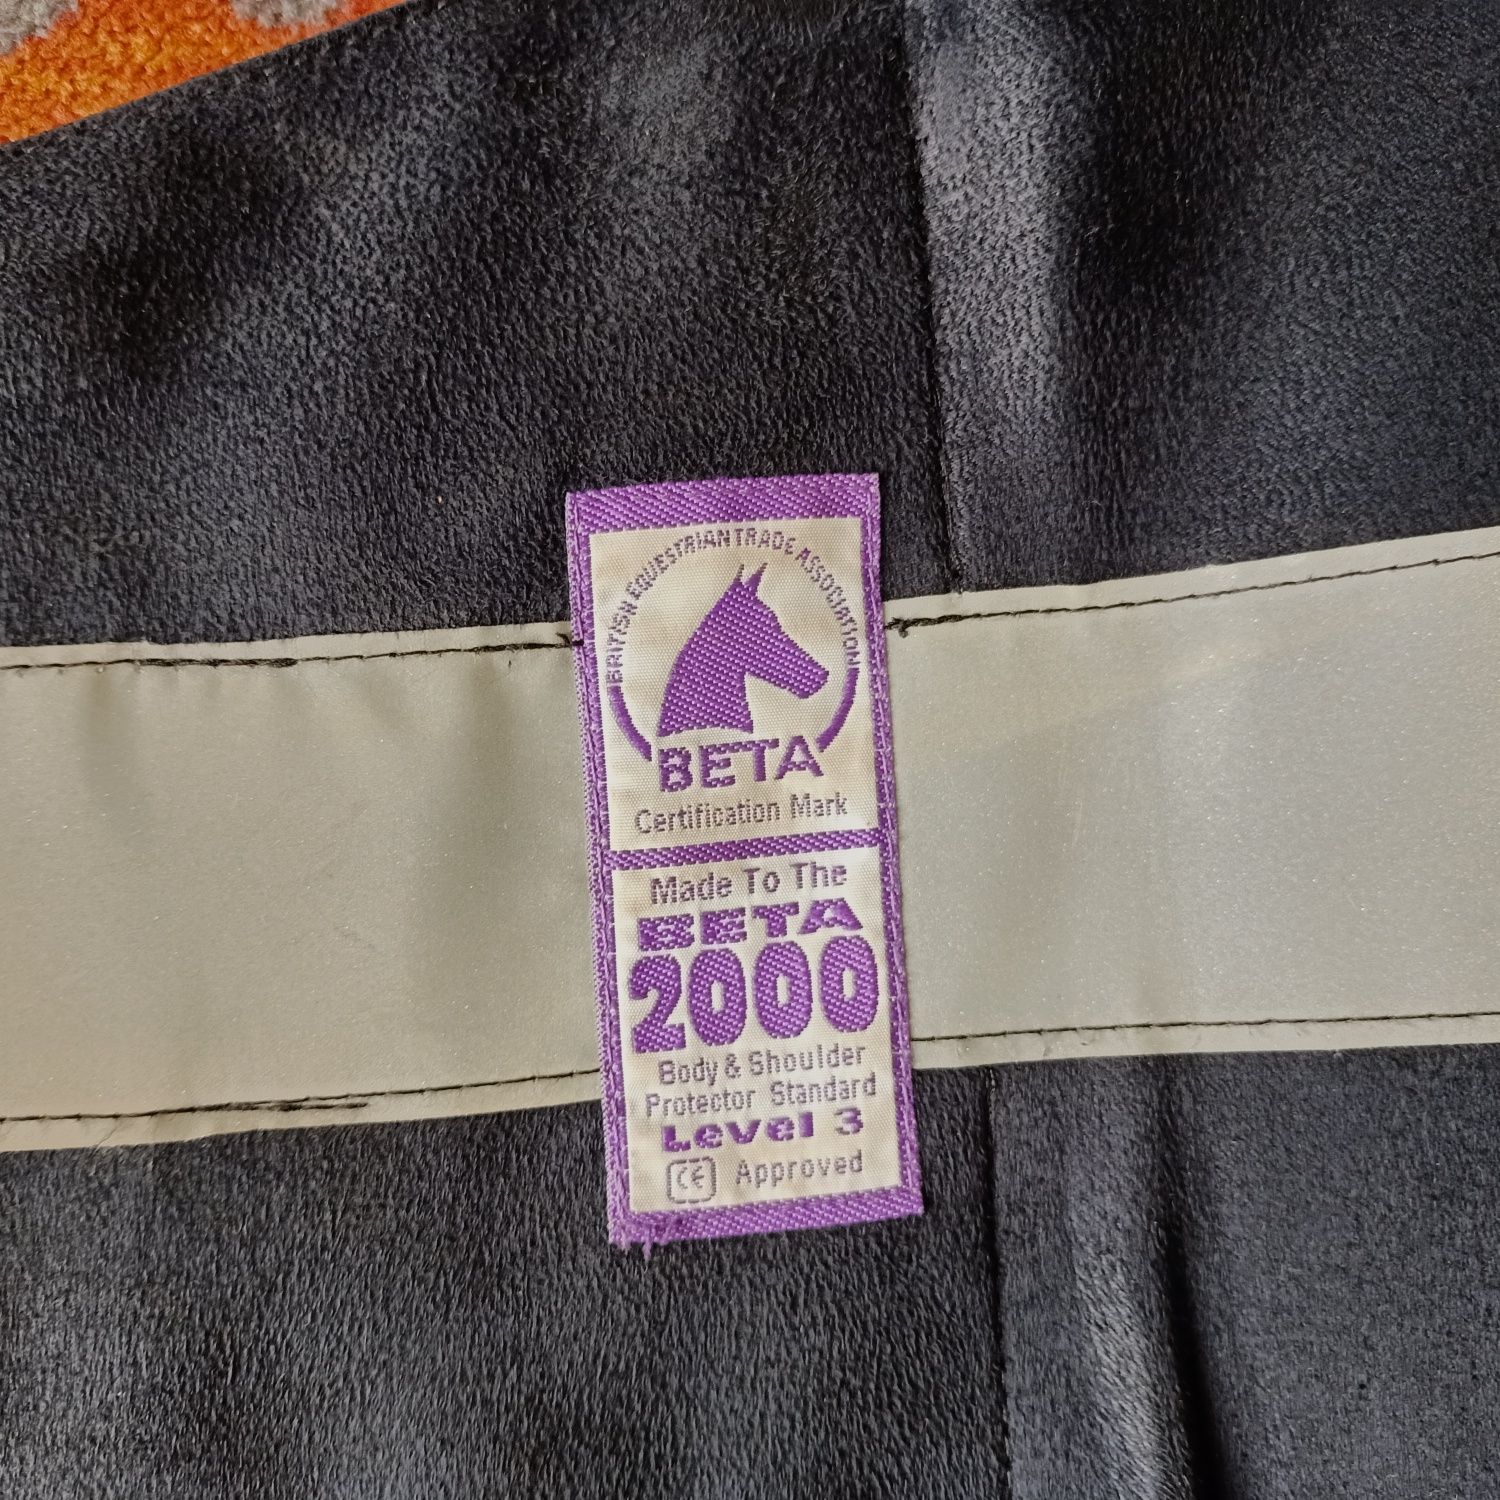 BRITISH EQUESTRIAN TRADE ASSOCIATION
BETA
Certification Mark
Made To The
BETA
2000
Body & Shoulder
Protector Standard
Level 3
CE Approved